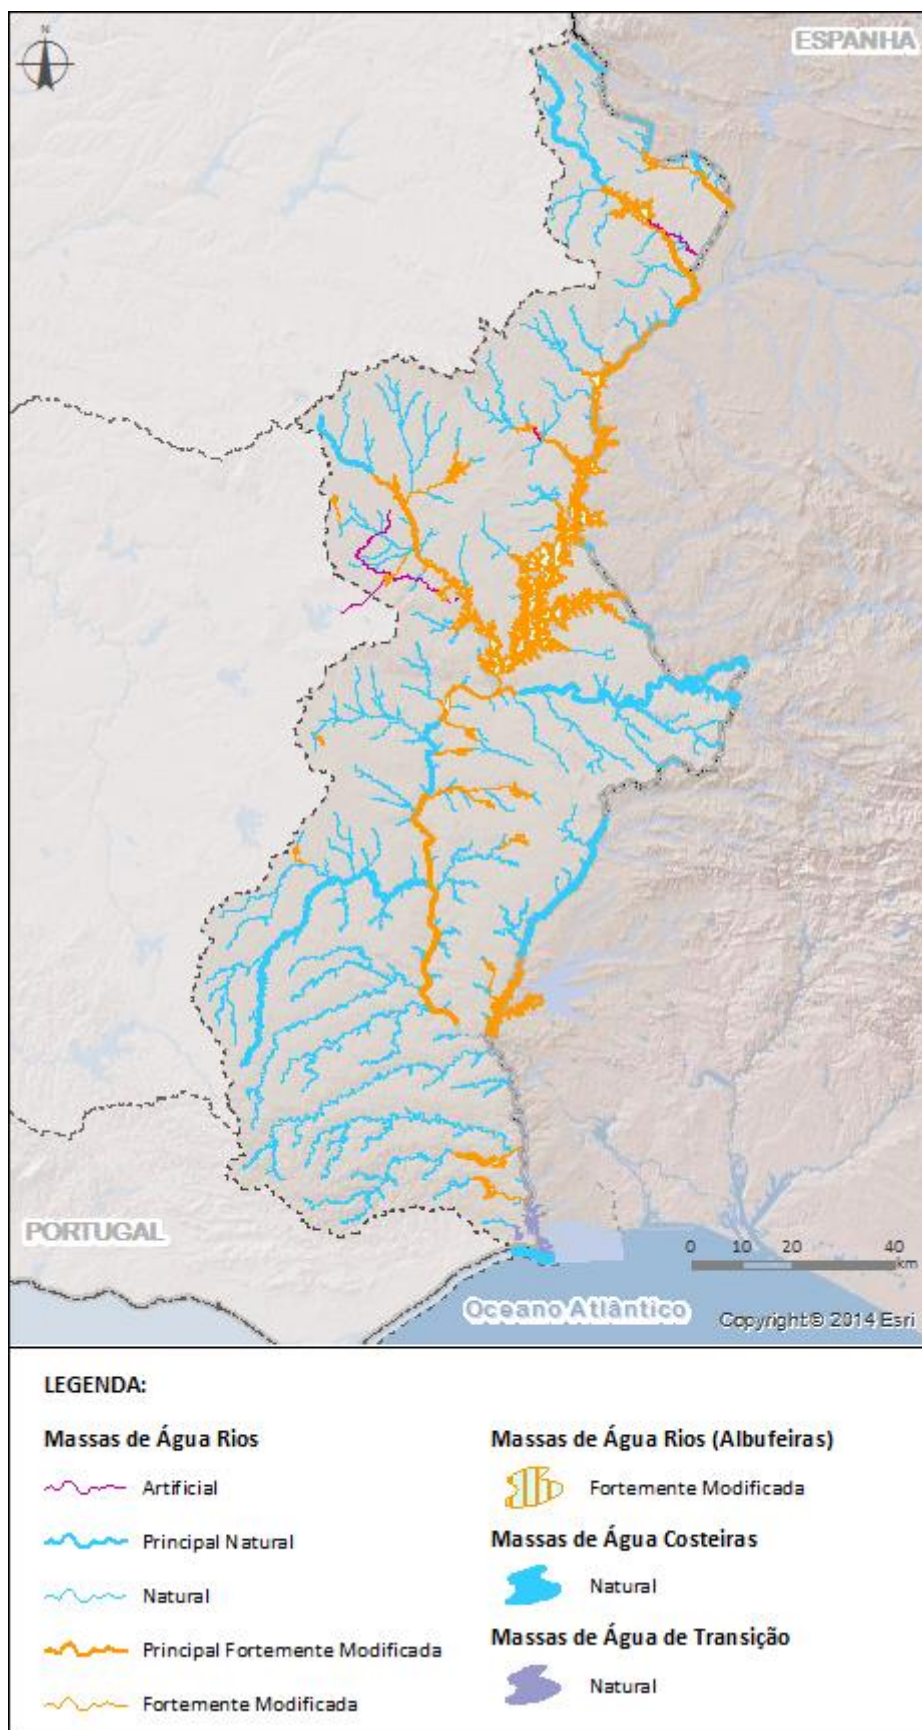 N
ESPANHA
PORTUGAL
0 10 20 40
km
Oceano Atlântico
Copyright:© 2014 Esri
LEGENDA:
Massas de Água Rios
Artificial
Principal Natural
Natural
Principal Fortemente Modificada
Fortemente Modificada
Massas de Água Rios (Albufeiras)
Fortemente Modificada
Massas de Água Costeiras
Natural
Massas de Água de Transição
Natural